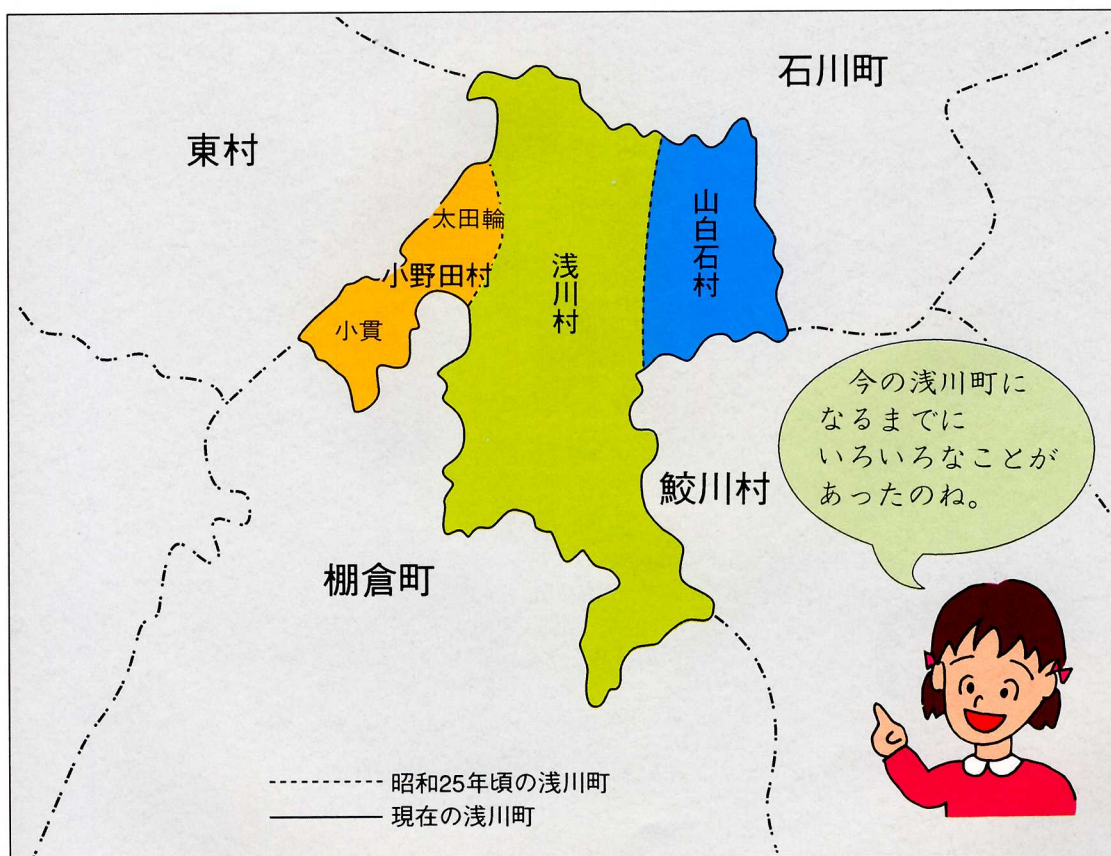 石川町
東村
太田輪
小野田村
小貫
浅川村
山白石村
今の浅川町に
なるまでに
いろいろなことが
あったのね。
鮫川村
棚倉町
昭和25年頃の浅川町
現在の浅川町